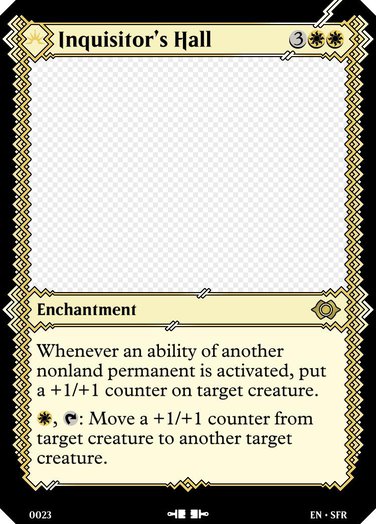 Inquisitor's Hall 3
Enchantment
Whenever an ability of another
nonland permanent is activated, put
a +1/+1 counter on target creature.
, : Move a +1/+1 counter from
target creature to another target
creature.
0023 EN • SFR